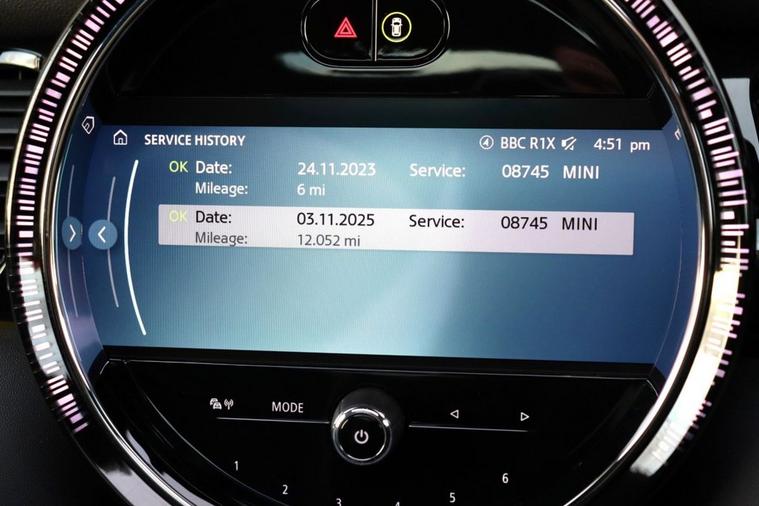 SERVICE HISTORY BBC R1X 4:51 pm
OK Date: 24.11.2023 Service: 08745 MINI
Mileage: 6 mi
OK Date: 03.11.2025 Service: 08745 MINI
Mileage: 12.052 mi
MODE
1 2 3 4 5 6